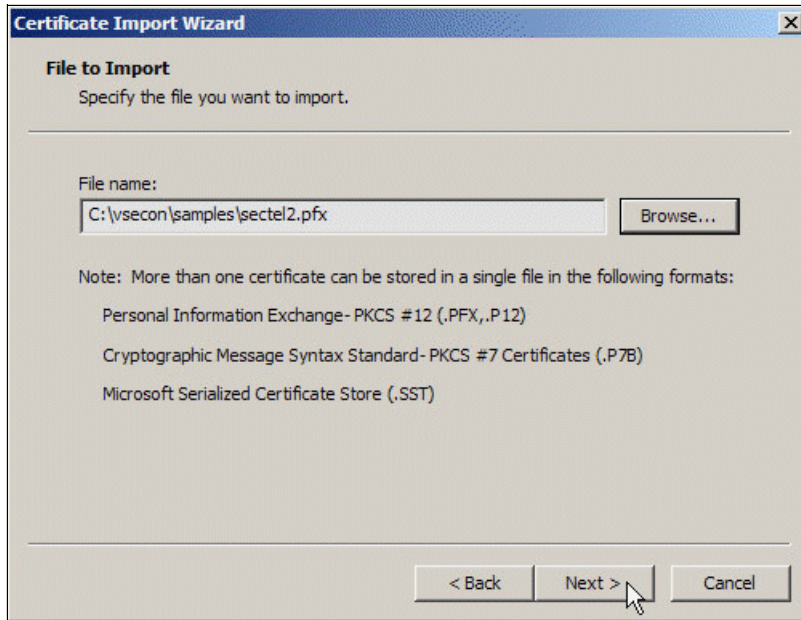 Certificate Import Wizard
File to Import
Specify the file you want to import.
File name:
C:\vsecon\samples\sectel2.pfx
Browse...
Note: More than one certificate can be stored in a single file in the following formats:
Personal Information Exchange- PKCS #12 (.PFX,.P12)
Cryptographic Message Syntax Standard- PKCS #7 Certificates (.P7B)
Microsoft Serialized Certificate Store (.SST)
< Back
Next >
Cancel